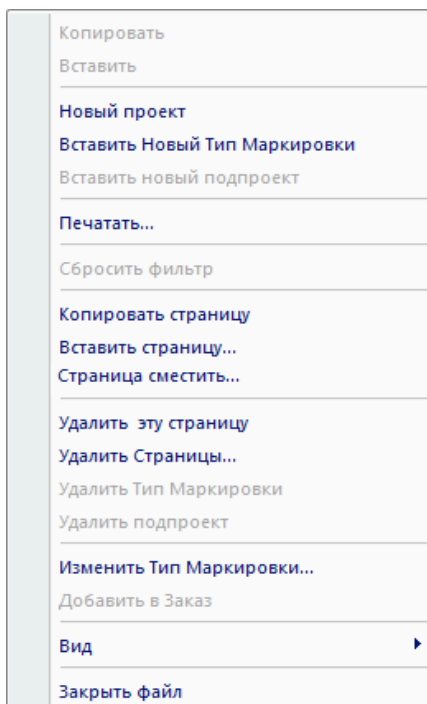 Копировать
Вставить
Новый проект
Вставить Новый Тип Маркировки
Вставить новый подпроект
Печатать...
Сбросить фильтр
Копировать страницу
Вставить страницу...
Страница сместить...
Удалить  эту страницу
Удалить Страницы...
Удалить Тип Маркировки
Удалить подпроект
Изменить Тип Маркировки...
Добавить в Заказ
Вид
Закрыть файл